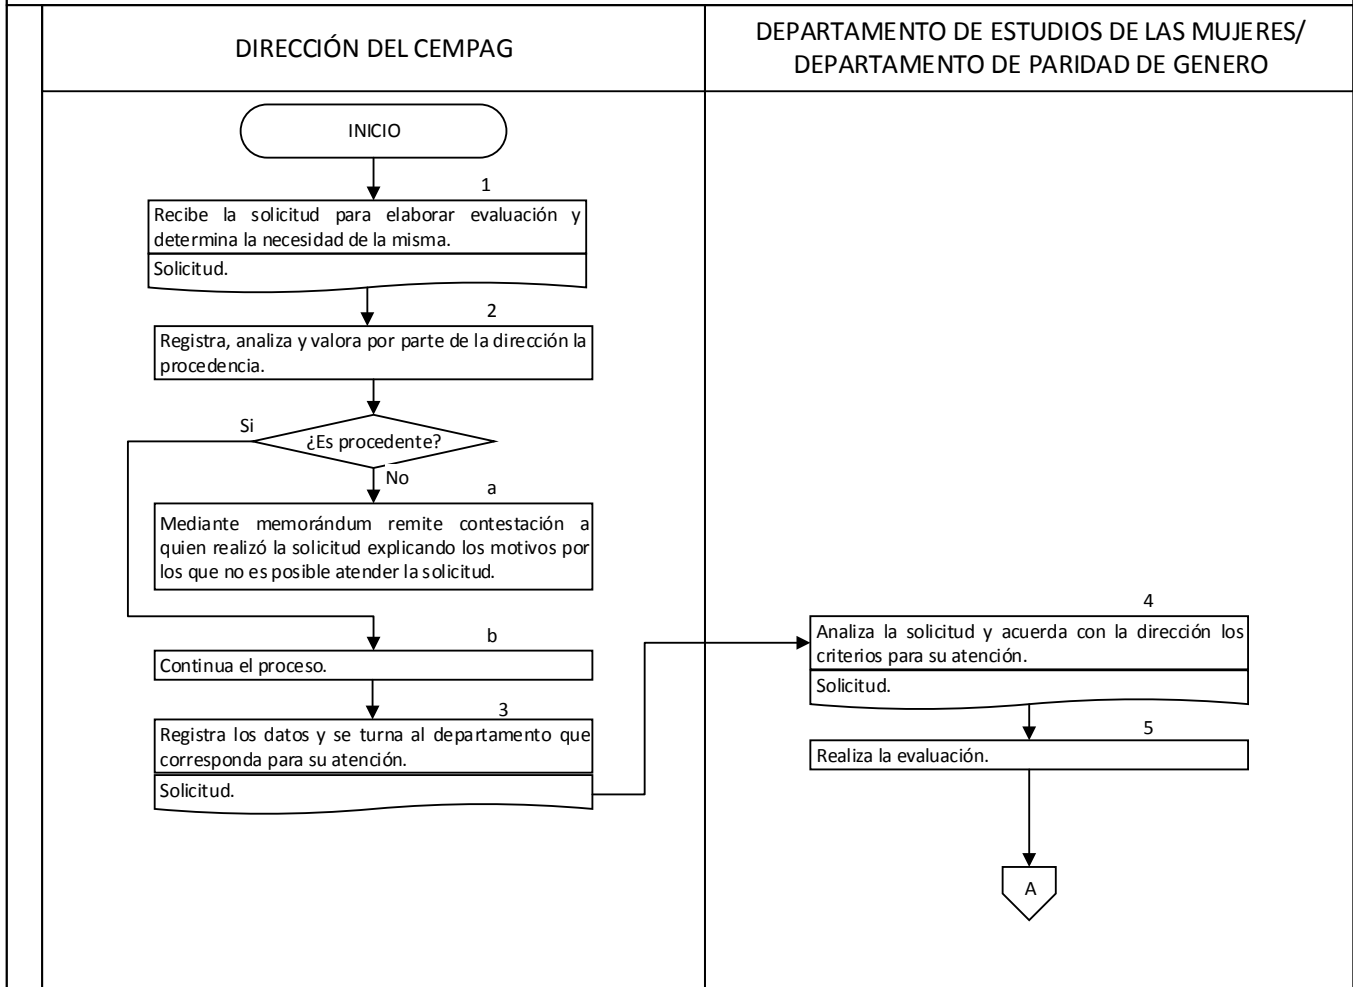 DIRECCIÓN DEL CEMPAG
DEPARTAMENTO DE ESTUDIOS DE LAS MUJERES/
DEPARTAMENTO DE PARIDAD DE GENERO
INICIO
1
Recibe la solicitud para elaborar evaluación y
determina la necesidad de la misma.
Solicitud.
2
Registra, analiza y valora por parte de la dirección la
procedencia.
Si
¿Es procedente?
No
a
Mediante memorándum remite contestación a
quien realizó la solicitud explicando los motivos por
los que no es posible atender la solicitud.
b
Continua el proceso.
3
Registra los datos y se turna al departamento que
corresponda para su atención.
Solicitud.
4
Analiza la solicitud y acuerda con la dirección los
criterios para su atención.
Solicitud.
5
Realiza la evaluación.
A